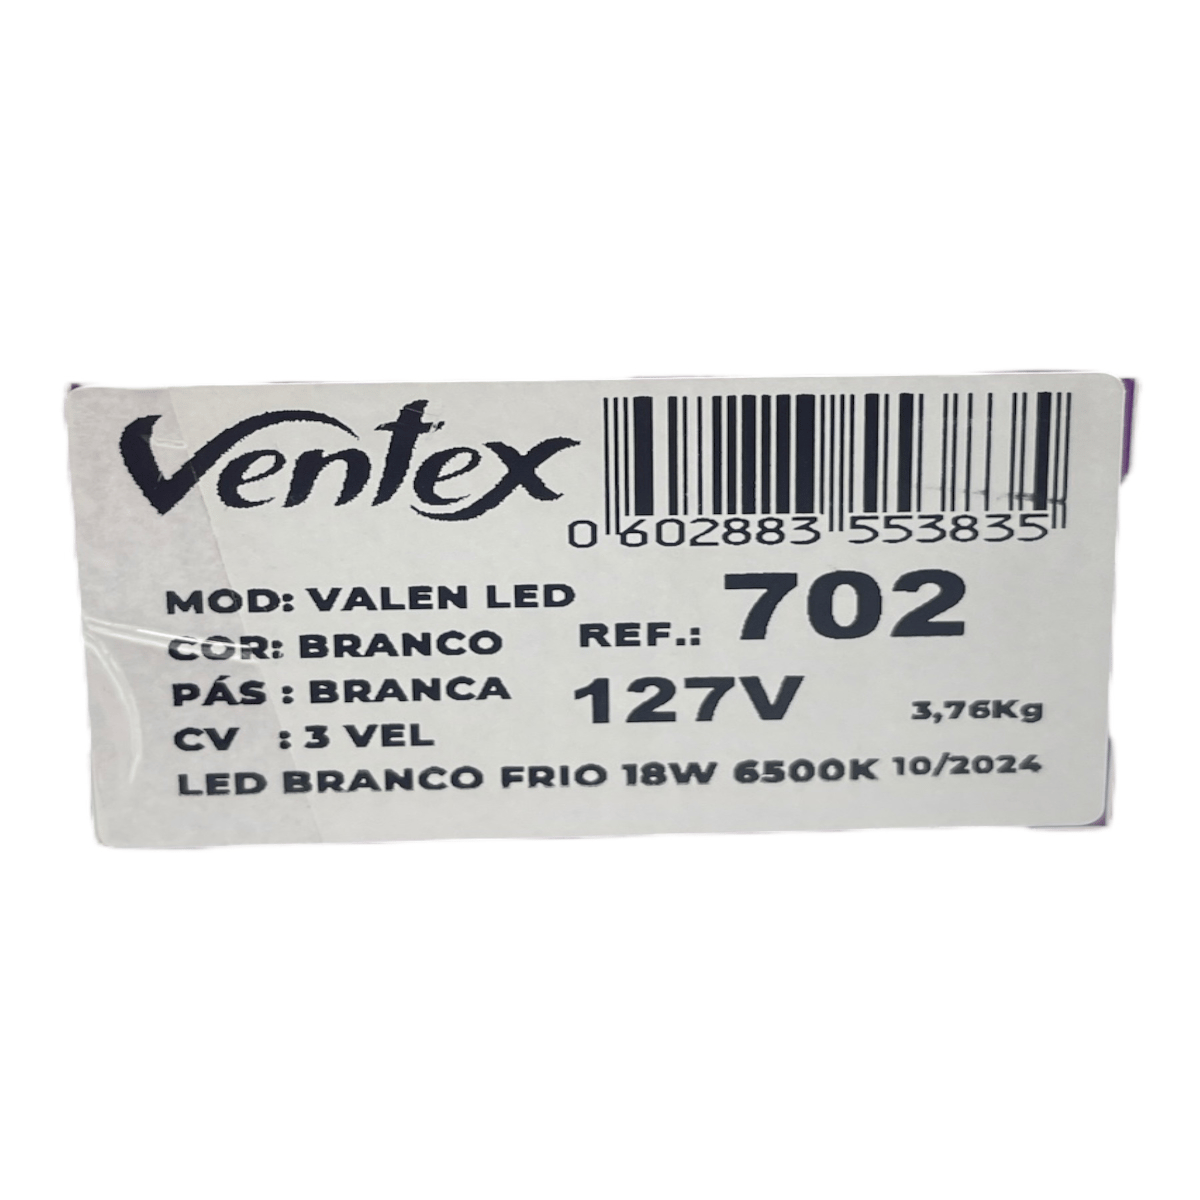 Ventex
0 602883 553835
MOD: VALEN LED
COR: BRANCO
REF.: 702
PÁS : BRANCA
127V
3,76Kg
CV : 3 VEL
LED BRANCO FRIO 18W 6500K 10/2024